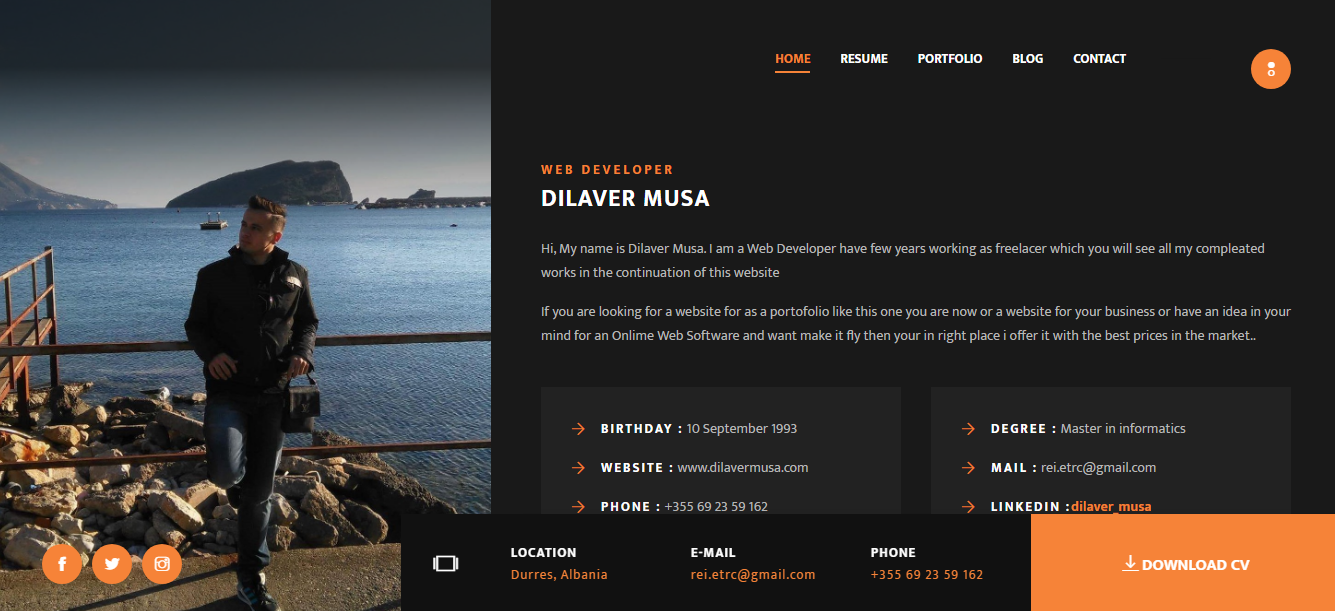 HOME RESUME PORTFOLIO BLOG CONTACT
WEB DEVELOPER
DILAVER MUSA
Hi, My name is Dilaver Musa. I am a Web Developer have few years working as freelacer which you will see all my compleated
works in the continuation of this website
If you are looking for a website for as a portofolio like this one you are now or a website for your business or have an idea in your
mind for an Onlime Web Software and want make it fly then your in right place i offer it with the best prices in the market..
BIRTHDAY : 10 September 1993
WEBSITE : www.dilavermusa.com
PHONE : +355 69 23 59 162
DEGREE : Master in informatics
MAIL : rei.etrc@gmail.com
LINKEDIN :dilaver_musa
LOCATION
Durres, Albania
E-MAIL
rei.etrc@gmail.com
PHONE
+355 69 23 59 162
DOWNLOAD CV